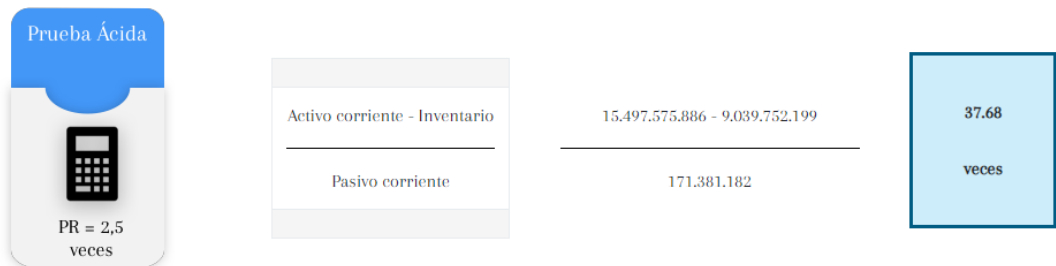 Prueba Ácida
PR = 2,5
veces
Activo corriente - Inventario
Pasivo corriente
15.497.575.886 - 9.039.752.199
171.381.182
37.68
veces